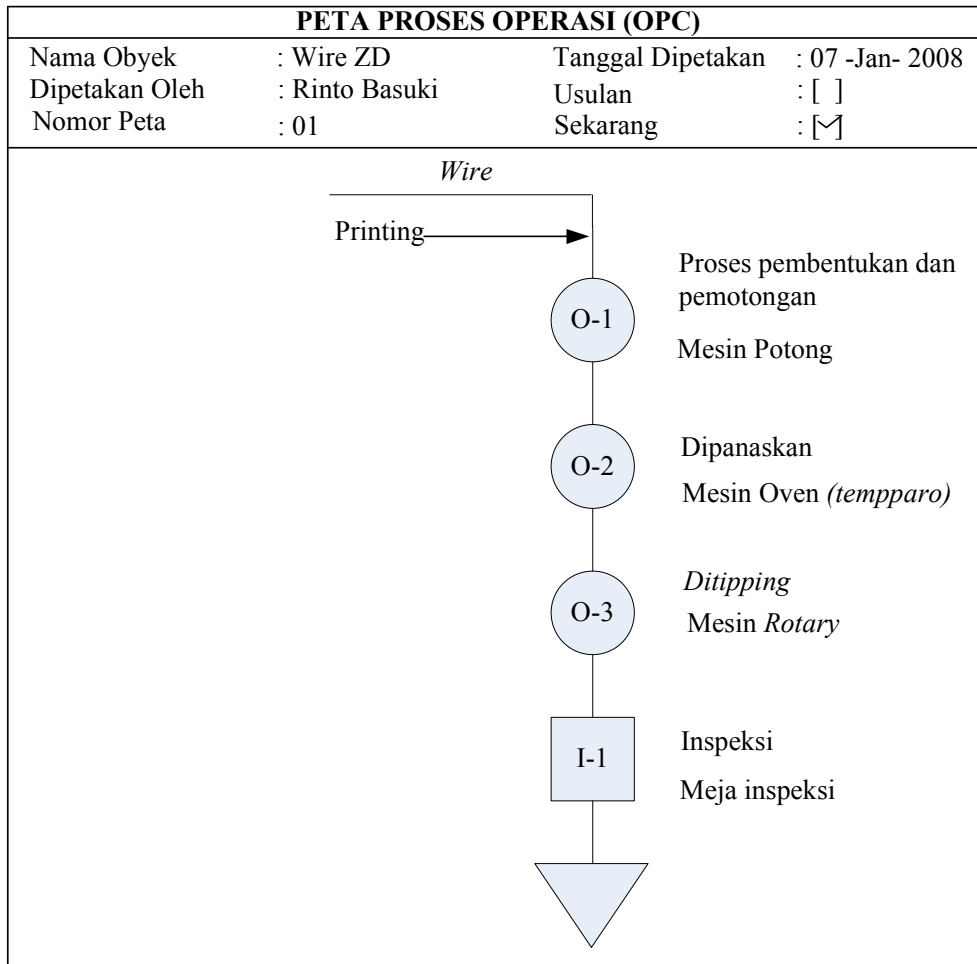 PETA PROSES OPERASI (OPC)
Nama Obyek : Wire ZD Tanggal Dipetakan : 07 -Jan- 2008
Dipetakan Oleh : Rinto Basuki Usulan : [ ]
Nomor Peta : 01 Sekarang : [✓]
Wire
Printing
Proses pembentukan dan
pemotongan
O-1
Mesin Potong
Dipanaskan
O-2
Mesin Oven (tempparo)
Ditipping
O-3
Mesin Rotary
Inspeksi
I-1
Meja inspeksi